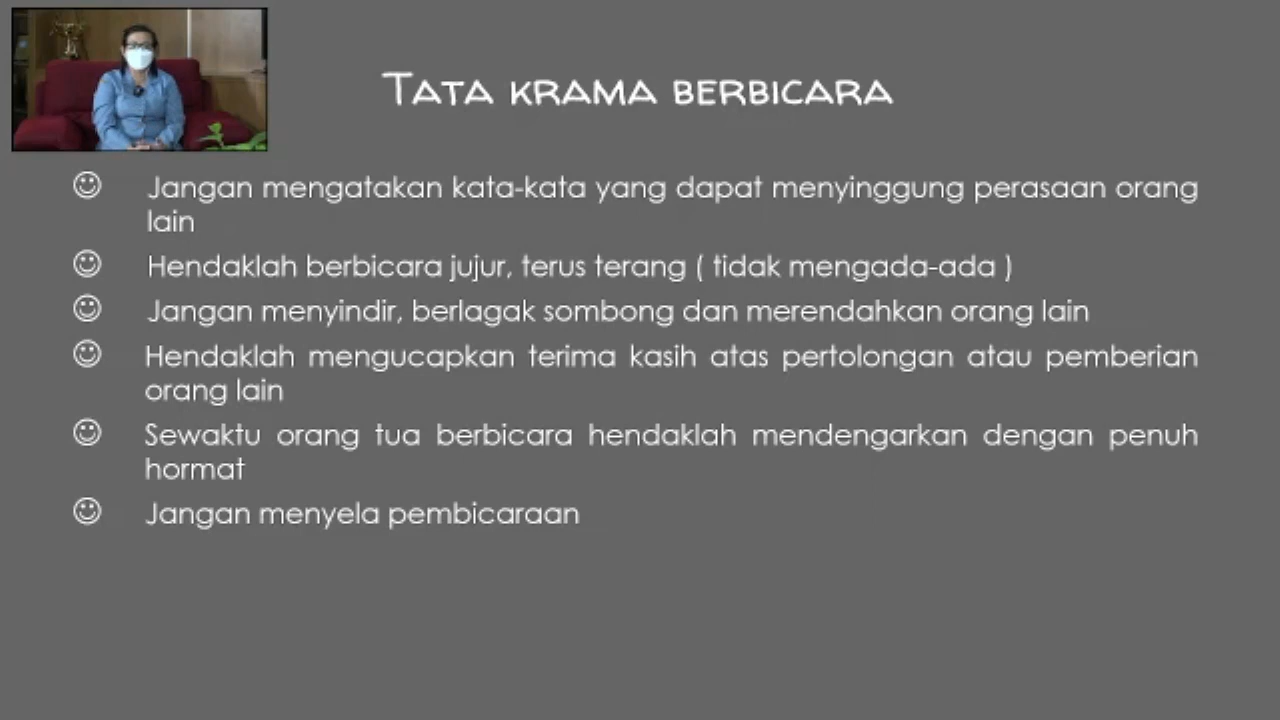 Tata krama berbicara
Jangan mengatakan kata-kata yang dapat menyinggung perasaan orang
lain
Hendaklah berbicara jujur, terus terang ( tidak mengada-ada )
Jangan menyindir, berlagak sombong dan merendahkan orang lain
Hendaklah mengucapkan terima kasih atas pertolongan atau pemberian
orang lain
Sewaktu orang tua berbicara hendaklah mendengarkan dengan penuh
hormat
Jangan menyela pembicaraan